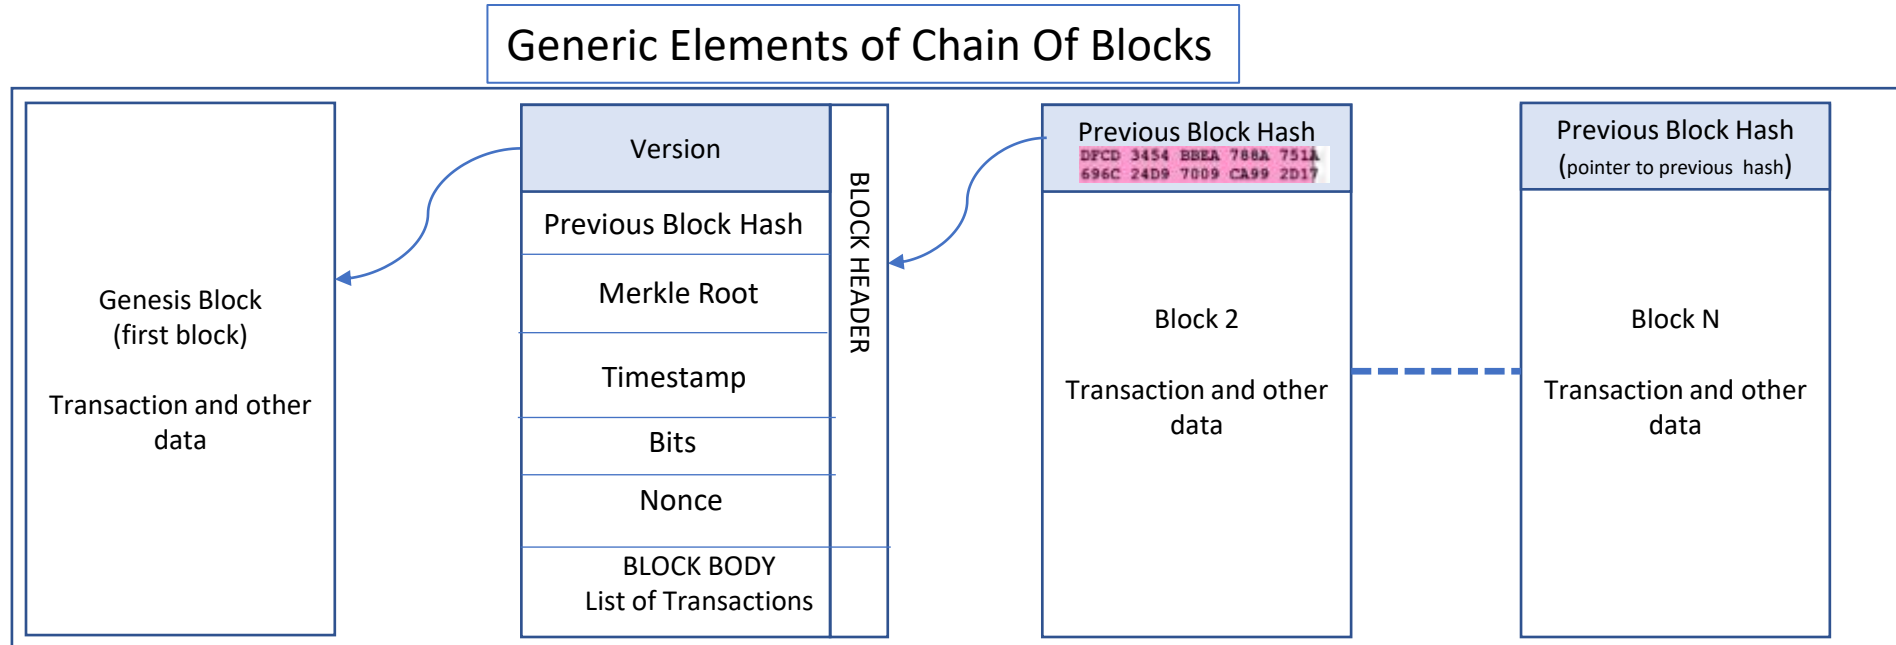 Generic Elements of Chain Of Blocks
Genesis Block
(first block)
Transaction and other
data
Version
Previous Block Hash
Merkle Root
Timestamp
Bits
Nonce
BLOCK BODY
List of Transactions
BLOCK HEADER
Previous Block Hash
DFCD 3454 BBEA 788A 751A
696C 24D9 7009 CA99 2D17
Block 2
Transaction and other
data
Previous Block Hash
(pointer to previous hash)
Block N
Transaction and other
data